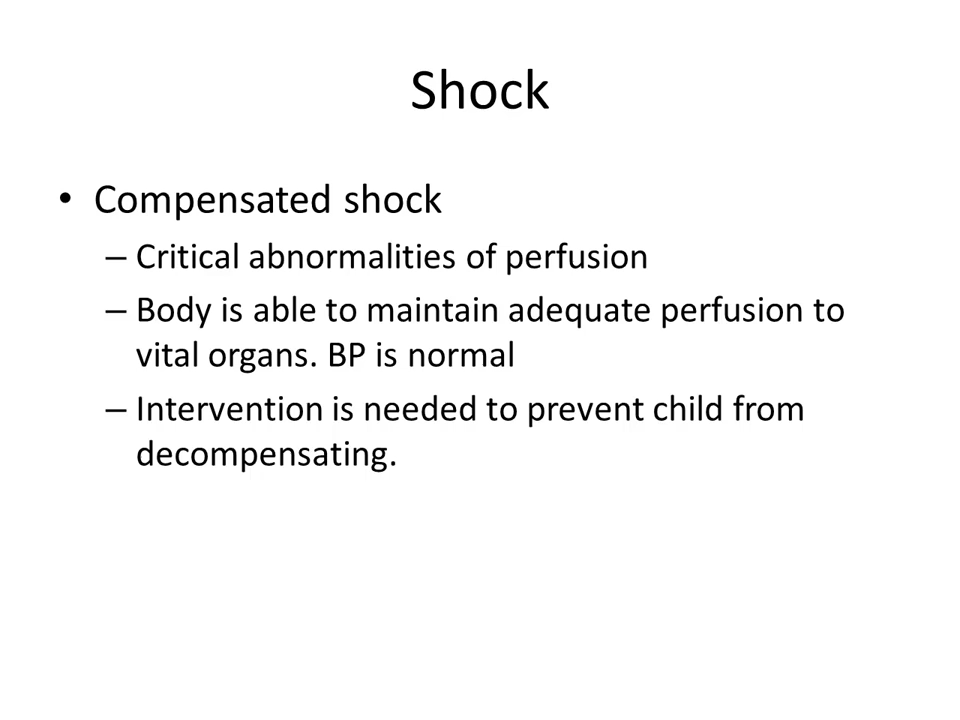 Shock
• Compensated shock
– Critical abnormalities of perfusion
– Body is able to maintain adequate perfusion to
vital organs. BP is normal
– Intervention is needed to prevent child from
decompensating.